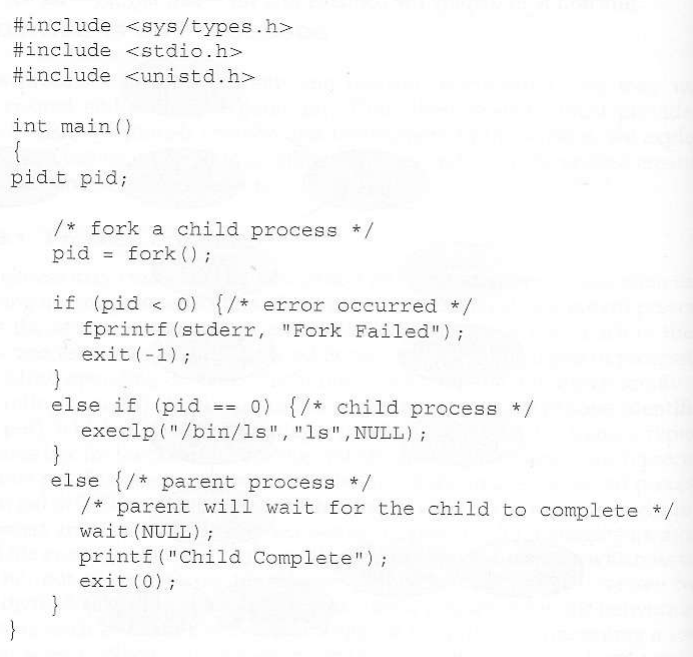 #include <sys/types.h>
#include <stdio.h>
#include <unistd.h>
int main()
{
pid_t pid;
/* fork a child process */
pid = fork();
if (pid < 0) {/* error occurred */
fprintf(stderr, "Fork Failed");
exit(-1);
}
else if (pid == 0) {/* child process */
execlp("/bin/ls","ls",NULL);
}
else {/* parent process */
/* parent will wait for the child to complete */
wait(NULL);
printf("Child Complete");
exit(0);
}
}